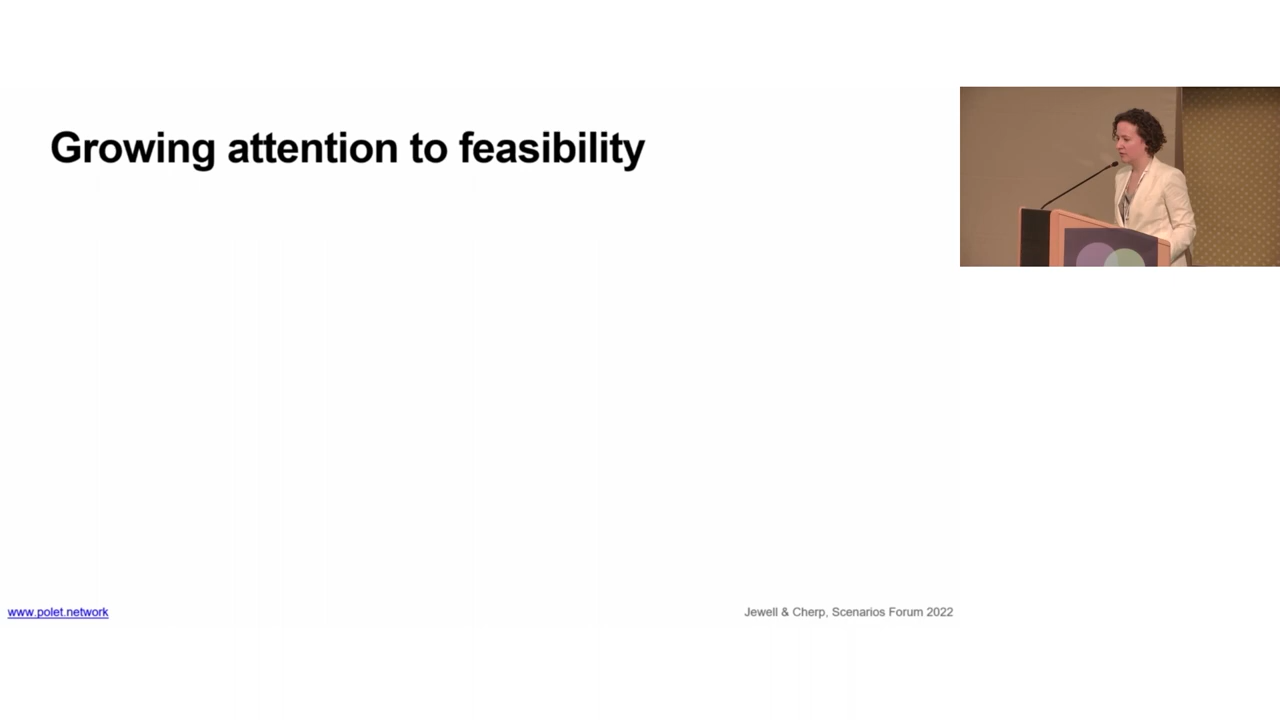 Growing attention to feasibility
www.polet.network
Jewell & Cherp, Scenarios Forum 2022